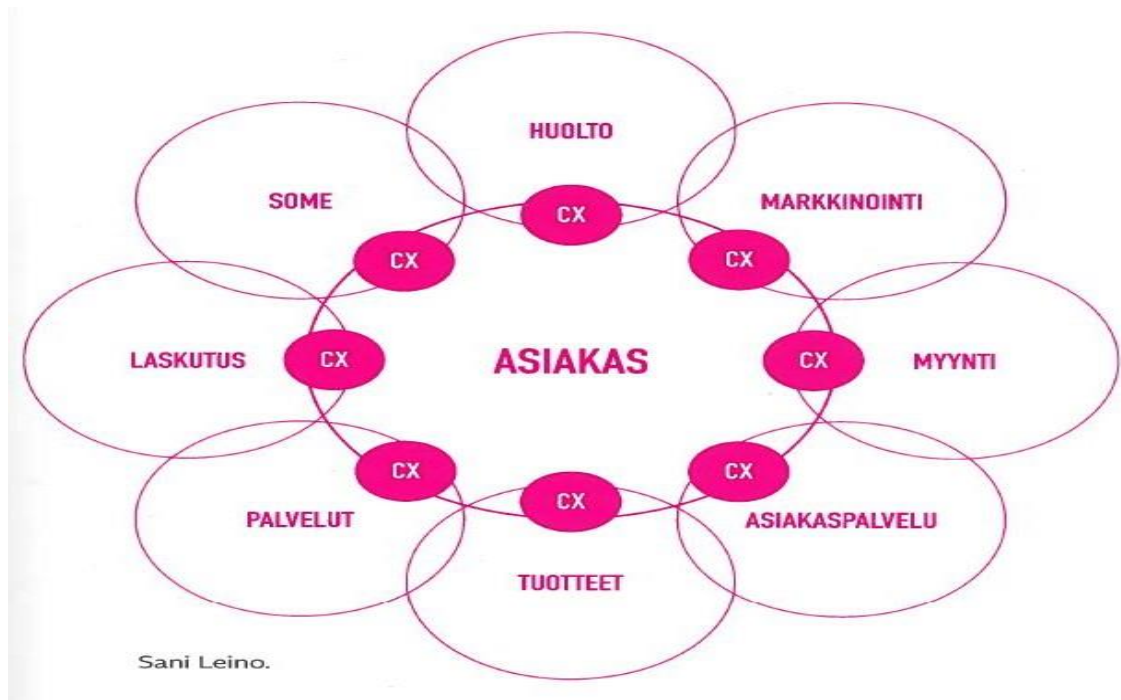 HUOLTO
SOME
MARKKINOINTI
CX
CX
CX
LASKUTUS
CX
ASIAKAS
CX
MYYNTI
CX
CX
CX
PALVELUT
ASIAKASPALVELU
TUOTTEET
Sani Leino.